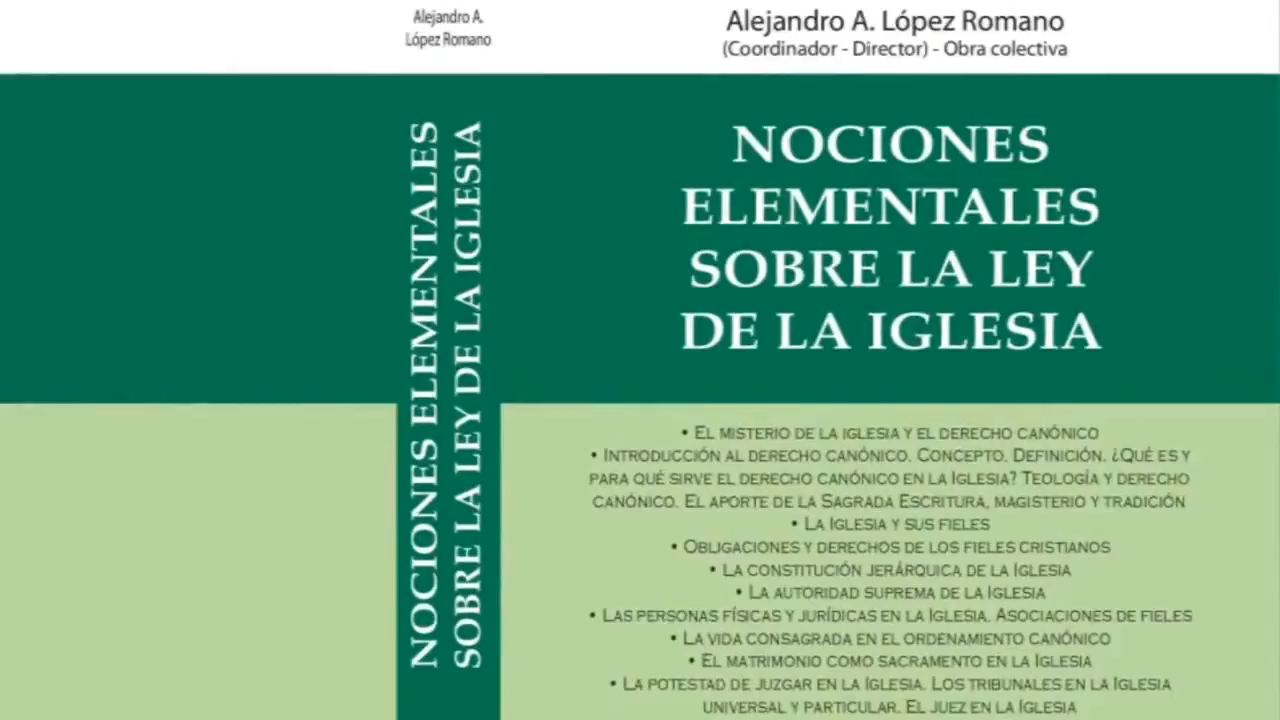 Alejandro A.
López Romano
NOCIONES ELEMENTALES
SOBRE LA LEY DE LA IGLESIA
Alejandro A. López Romano
(Coordinador - Director) - Obra colectiva
NOCIONES
ELEMENTALES
SOBRE LA LEY
DE LA IGLESIA
• El misterio de la iglesia y el derecho canónico
• Introducción al derecho canónico. Concepto. Definición. ¿Qué es y
para qué sirve el derecho canónico en la Iglesia? Teología y derecho
canónico. El aporte de la Sagrada Escritura, magisterio y tradición
• La Iglesia y sus fieles
• Obligaciones y derechos de los fieles cristianos
• La constitución jerárquica de la Iglesia
• La autoridad suprema de la Iglesia
• Las personas físicas y jurídicas en la Iglesia. Asociaciones de fieles
• La vida consagrada en el ordenamiento canónico
• El matrimonio como sacramento en la Iglesia
• La potestad de juzgar en la Iglesia. Los tribunales en la Iglesia
universal y particular. El juez en la Iglesia